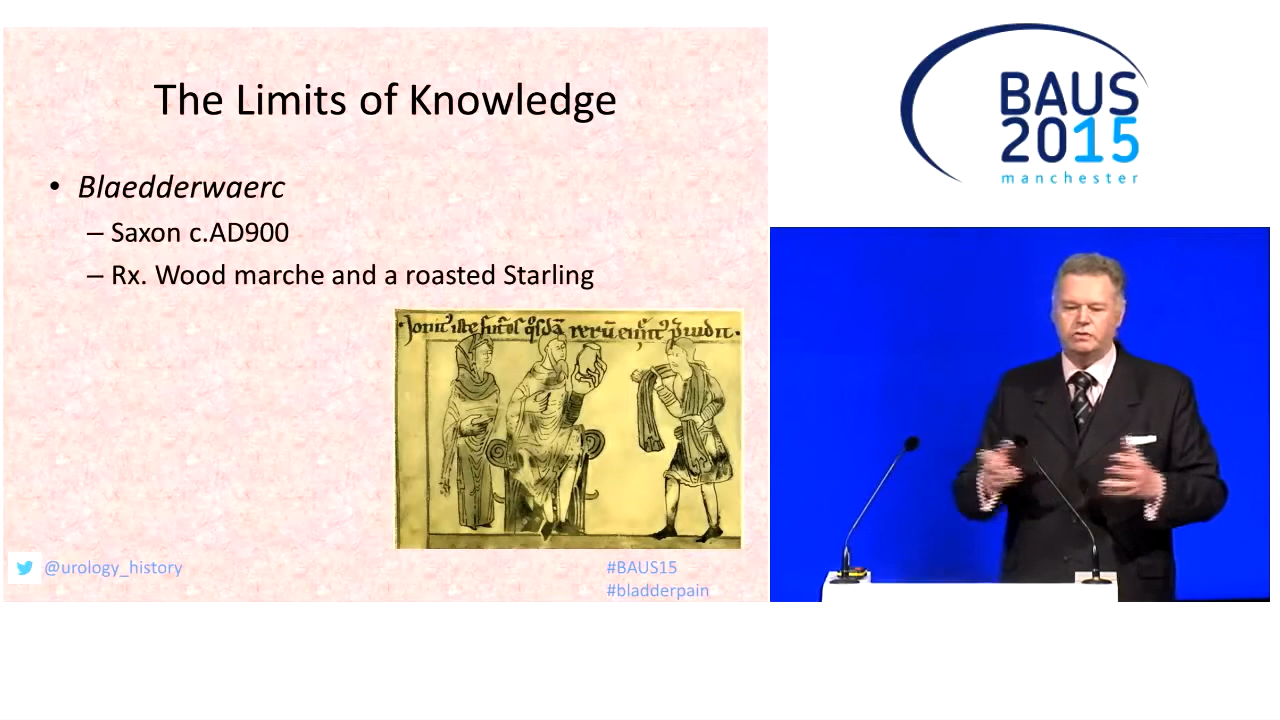 The Limits of Knowledge
• Blaedderwaerc
– Saxon c.AD900
– Rx. Wood marche and a roasted Starling
@urology_history
#BAUS15
#bladderpain
BAUS
2015
manchester